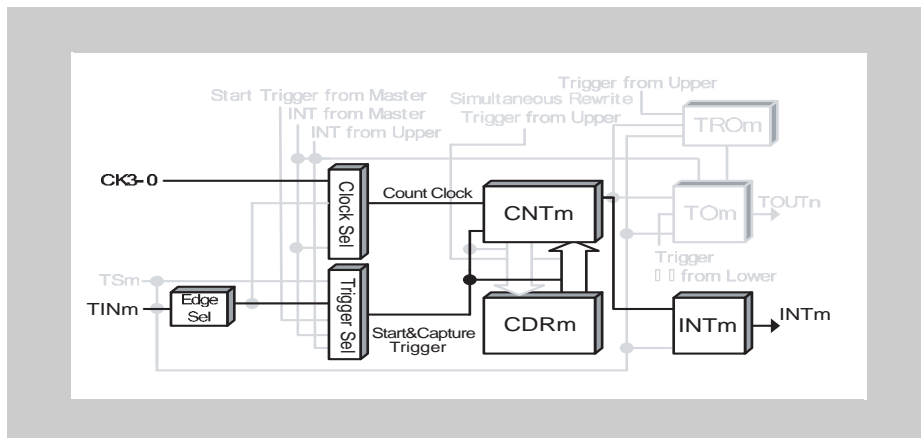 Trigger from Upper
Start Trigger from Master
Simultaneous Rewrite
INT from Master
Trigger from Upper
INT from Upper
TROm
CK3-0
Clock Sel
Count Clock
CNTm
TOm
TOUTn
Trigger
from Lower
TSm
TINm
Edge
Sel
Trigger Sel
Start&Capture
Trigger
CDRm
INTm
INTm